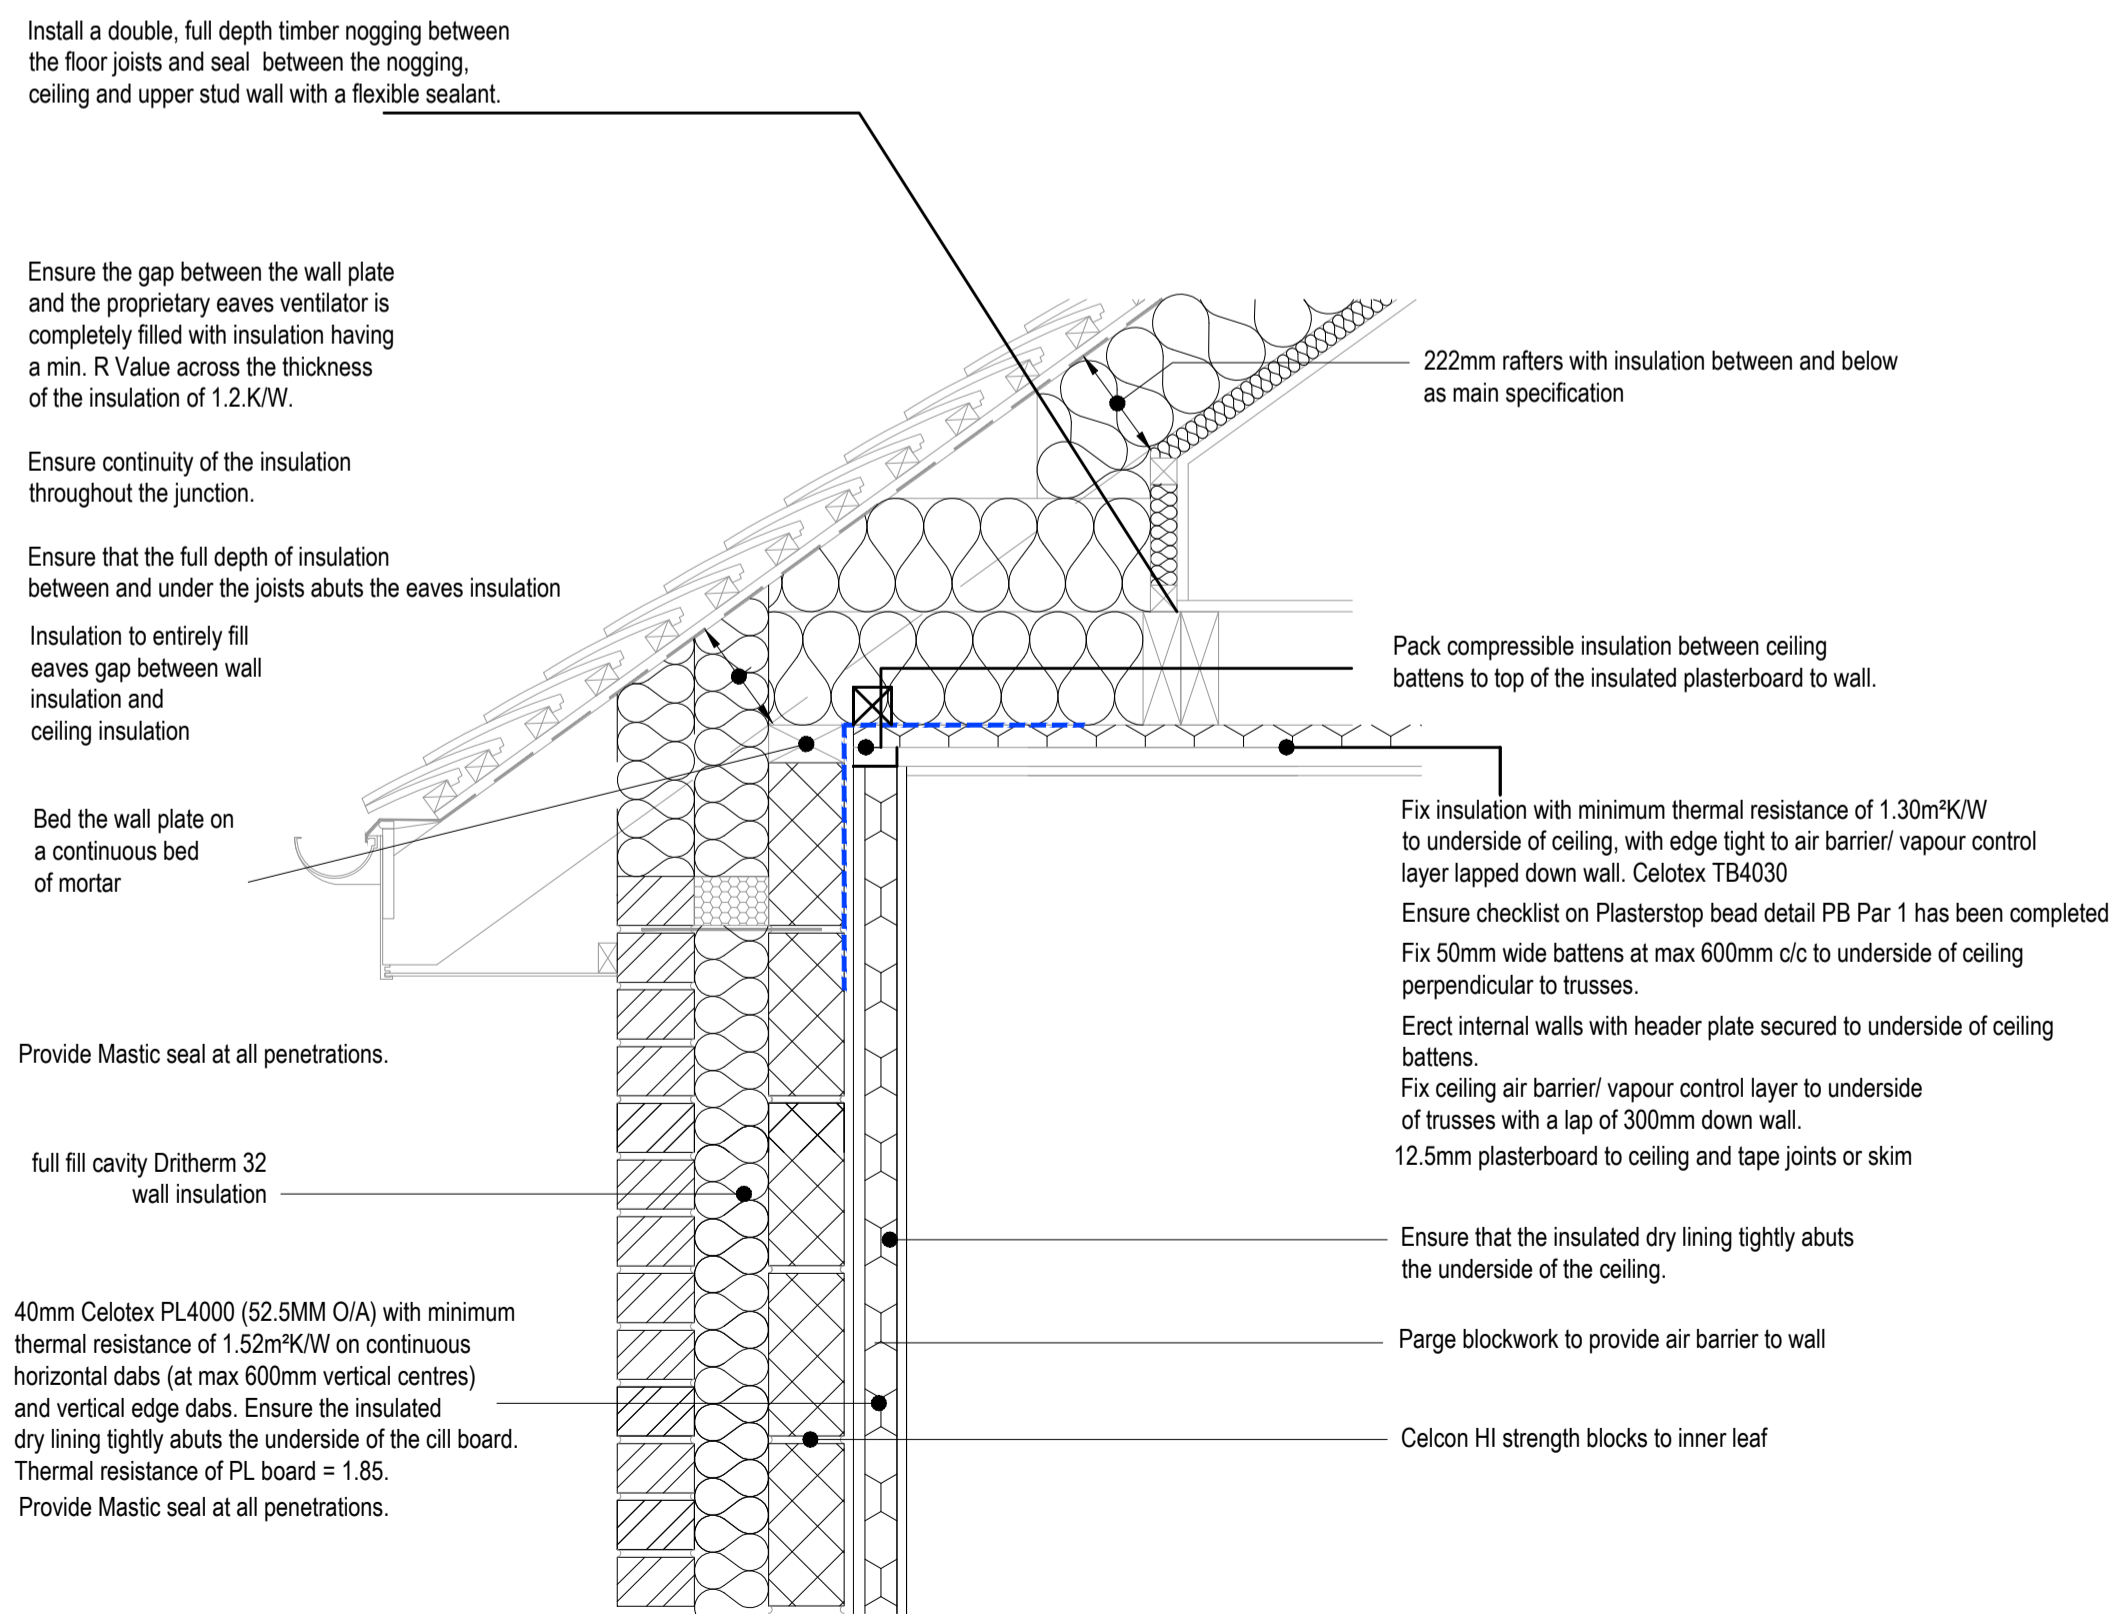 Install a double, full depth timber nogging between
the floor joists and seal between the nogging,
ceiling and upper stud wall with a flexible sealant.
Ensure the gap between the wall plate
and the proprietary eaves ventilator is
completely filled with insulation having
a min. R Value across the thickness
of the insulation of 1.2.K/W.
Ensure continuity of the insulation
throughout the junction.
Ensure that the full depth of insulation
between and under the joists abuts the eaves insulation
Insulation to entirely fill
eaves gap between wall
insulation and
ceiling insulation
Bed the wall plate on
a continuous bed
of mortar
Provide Mastic seal at all penetrations.
full fill cavity Dritherm 32
wall insulation
40mm Celotex PL4000 (52.5MM O/A) with minimum
thermal resistance of 1.52m²K/W on continuous
horizontal dabs (at max 600mm vertical centres)
and vertical edge dabs. Ensure the insulated
dry lining tightly abuts the underside of the cill board.
Thermal resistance of PL board = 1.85.
Provide Mastic seal at all penetrations.
222mm rafters with insulation between and below
as main specification
Pack compressible insulation between ceiling
battens to top of the insulated plasterboard to wall.
Fix insulation with minimum thermal resistance of 1.30m²K/W
to underside of ceiling, with edge tight to air barrier/ vapour control
layer lapped down wall. Celotex TB4030
Ensure checklist on Plasterstop bead detail PB Par 1 has been completed
Fix 50mm wide battens at max 600mm c/c to underside of ceiling
perpendicular to trusses.
Erect internal walls with header plate secured to underside of ceiling
battens.
Fix ceiling air barrier/ vapour control layer to underside
of trusses with a lap of 300mm down wall.
12.5mm plasterboard to ceiling and tape joints or skim
Ensure that the insulated dry lining tightly abuts
the underside of the ceiling.
Parge blockwork to provide air barrier to wall
Celcon HI strength blocks to inner leaf